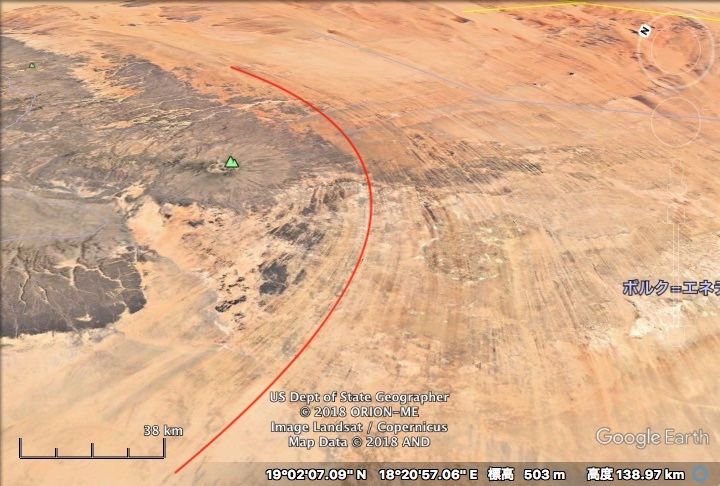 N
ボルク=エネデ
US Dept of State Geographer
© 2018 ORION-ME
Image Landsat / Copernicus
Map Data © 2018 AND
38 km
Google Earth
19°02'07.09" N 18°20'57.06" E 標高 503 m 高度 138.97 km